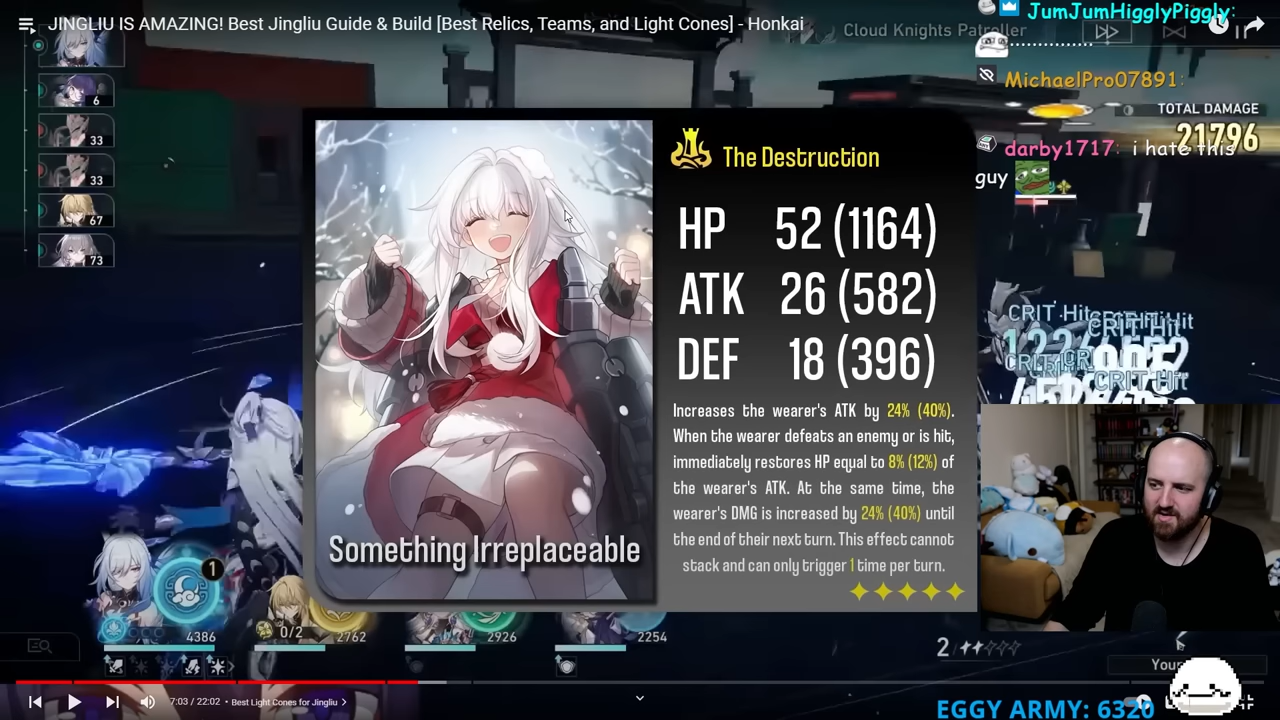 JINGLIU IS AMAZING! Best Jingliu Guide & Build [Best Relics, Teams, and Light Cones] - Honkai
Cloud Knights Patroller
JumJumHigglyPiggly:
MichaelPro07891:
TOTAL DAMAGE
21796
darby1717: i hate this
guy
6
33
33
67
73
The Destruction
HP 52 (1164)
ATK 26 (582)
DEF 18 (396)
Increases the wearer's ATK by 24% (40%).
When the wearer defeats an enemy or is hit,
immediately restores HP equal to 8% (12%) of
the wearer's ATK. At the same time, the
wearer's DMG is increased by 24% (40%) until
the end of their next turn. This effect cannot
stack and can only trigger 1 time per turn.
Something Irreplaceable
CRIT Hit
CRIT Hit
1
0/2
4386
2762
2926
2254
2
You
7:03 / 22:02 • Best Light Cones for Jingliu
EGGY ARMY: 6320